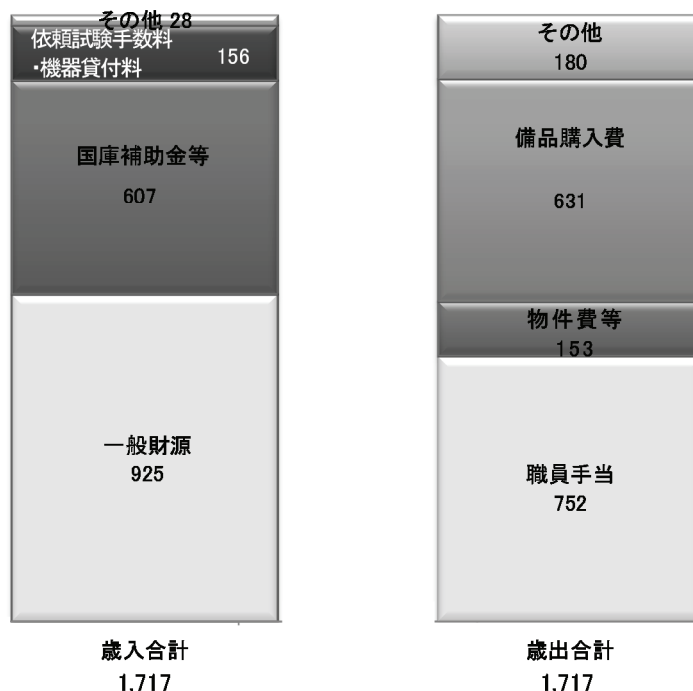 その他 28
依頼試験手数料
・機器貸付料
156
国庫補助金等
607
一般財源
925
歳入合計
1,717
その他
180
備品購入費
631
物件費等
153
職員手当
752
歳出合計
1,717